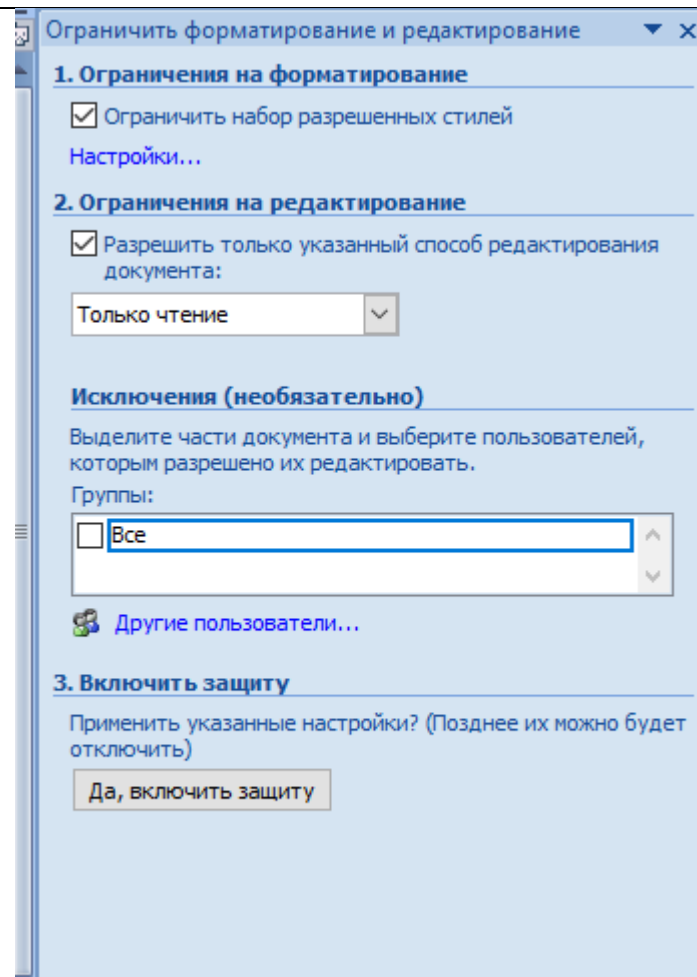 Ограничить форматирование и редактирование
1. Ограничения на форматирование
Ограничить набор разрешенных стилей
Настройки...
2. Ограничения на редактирование
Разрешить только указанный способ редактирования
документа:
Только чтение
Исключения (необязательно)
Выделите части документа и выберите пользователей,
которым разрешено их редактировать.
Группы:
Все
Другие пользователи...
3. Включить защиту
Применить указанные настройки? (Позднее их можно будет
отключить)
Да, включить защиту